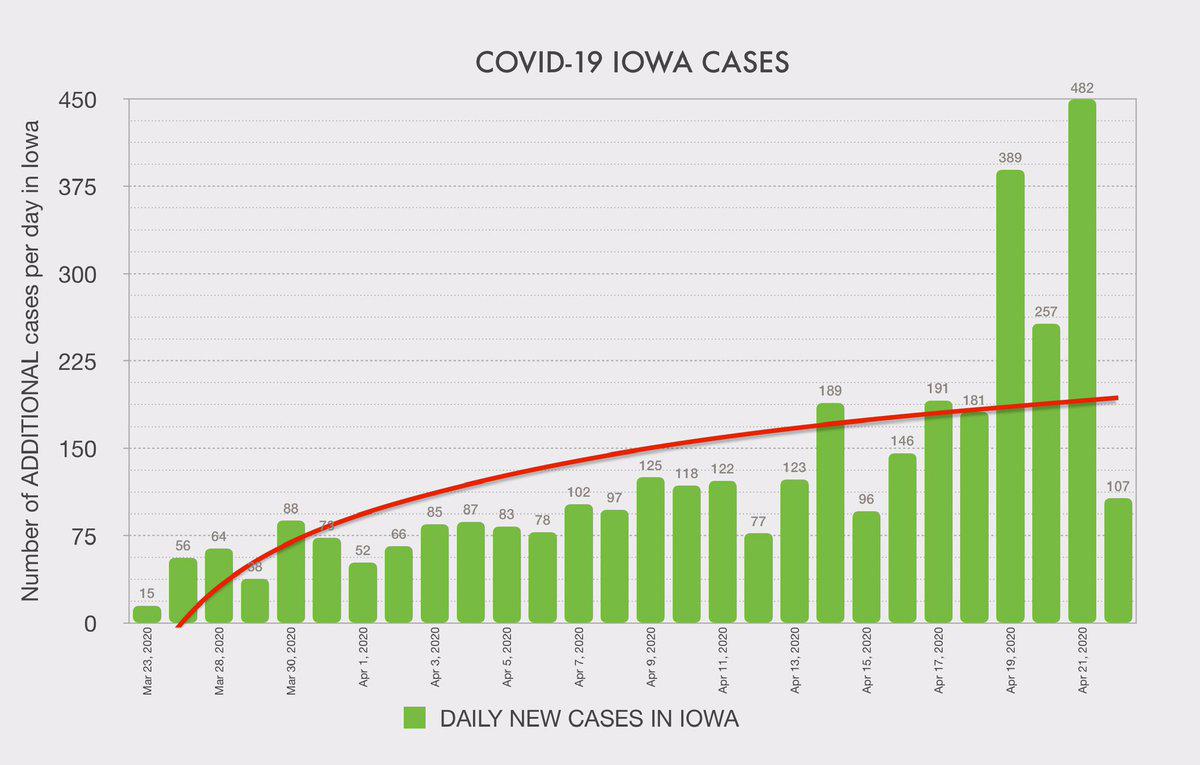 COVID-19 IOWA CASES
Number of ADDITIONAL cases per day in Iowa
450
375
300
225
150
75
0
15
56
64
38
88
73
52
66
85
87
83
78
102
97
125
118
122
77
123
189
96
146
191
181
389
257
482
107
Mar 23, 2020
Mar 28, 2020
Mar 30, 2020
Apr 1, 2020
Apr 3, 2020
Apr 5, 2020
Apr 7, 2020
Apr 9, 2020
Apr 11, 2020
Apr 13, 2020
Apr 15, 2020
Apr 17, 2020
Apr 19, 2020
Apr 21, 2020
DAILY NEW CASES IN IOWA